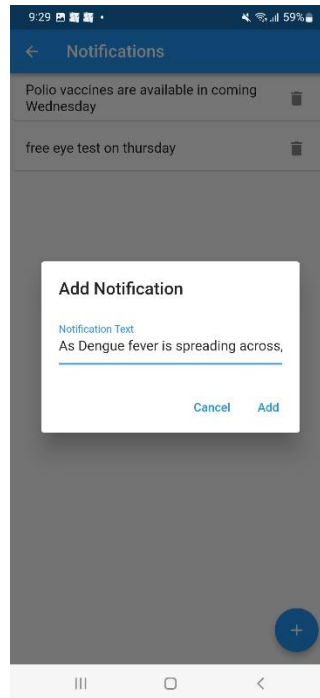 9:29
59%
Notifications
Polio vaccines are available in coming
Wednesday
free eye test on thursday
Add Notification
Notification Text
As Dengue fever is spreading across,
Cancel Add